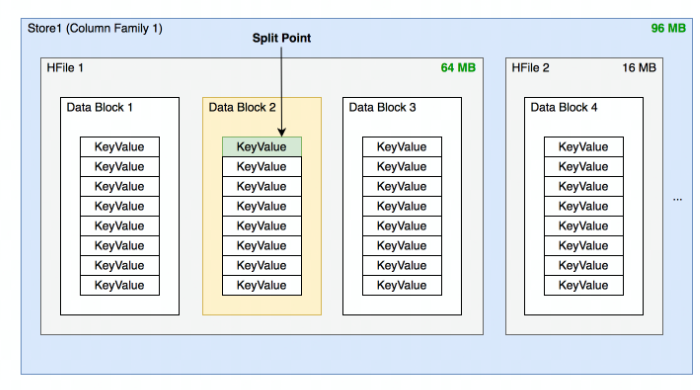 Store1 (Column Family 1)
96 MB
Split Point
HFile 1
64 MB
HFile 2
16 MB
Data Block 1
KeyValue
KeyValue
KeyValue
KeyValue
KeyValue
KeyValue
KeyValue
KeyValue
Data Block 2
KeyValue
KeyValue
KeyValue
KeyValue
KeyValue
KeyValue
KeyValue
KeyValue
Data Block 3
KeyValue
KeyValue
KeyValue
KeyValue
KeyValue
KeyValue
KeyValue
KeyValue
Data Block 4
KeyValue
KeyValue
KeyValue
KeyValue
KeyValue
KeyValue
KeyValue
KeyValue
...